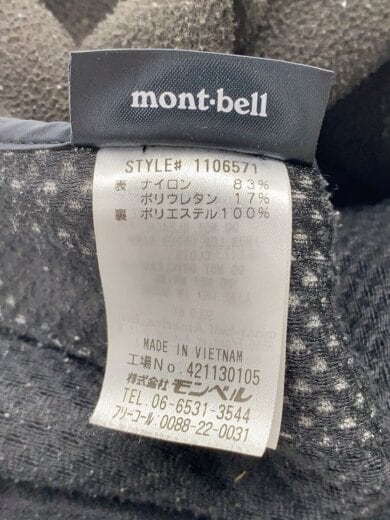 mont·bell
STYLE# 1106571
表 ナイロン 83%
ポリウレタン 17%
裏 ポリエステル100%
MADE IN VIETNAM
工場No. 421130105
株式会社 モンベル
TEL. 06-6531-3544
フリーコール:0088-22-0031